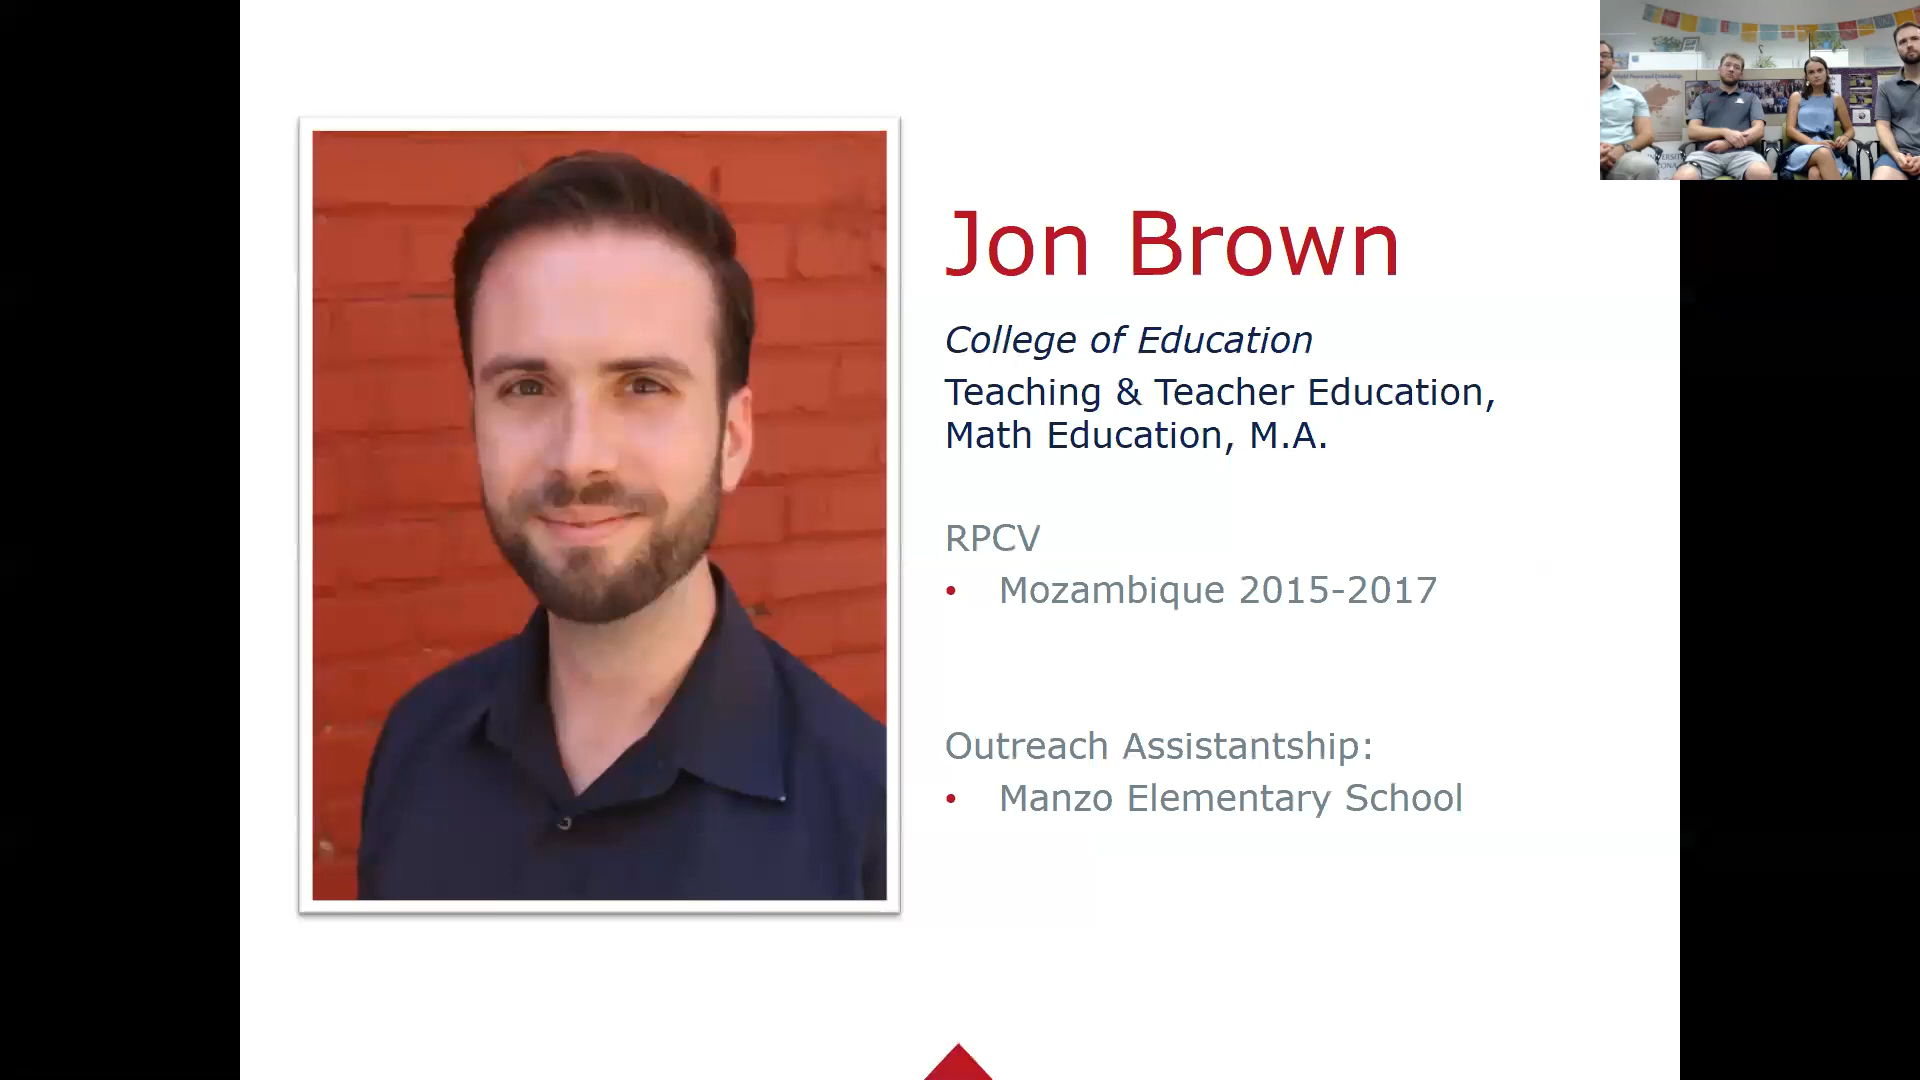 Jon Brown
College of Education
Teaching & Teacher Education,
Math Education, M.A.
RPCV
• Mozambique 2015-2017
Outreach Assistantship:
• Manzo Elementary School